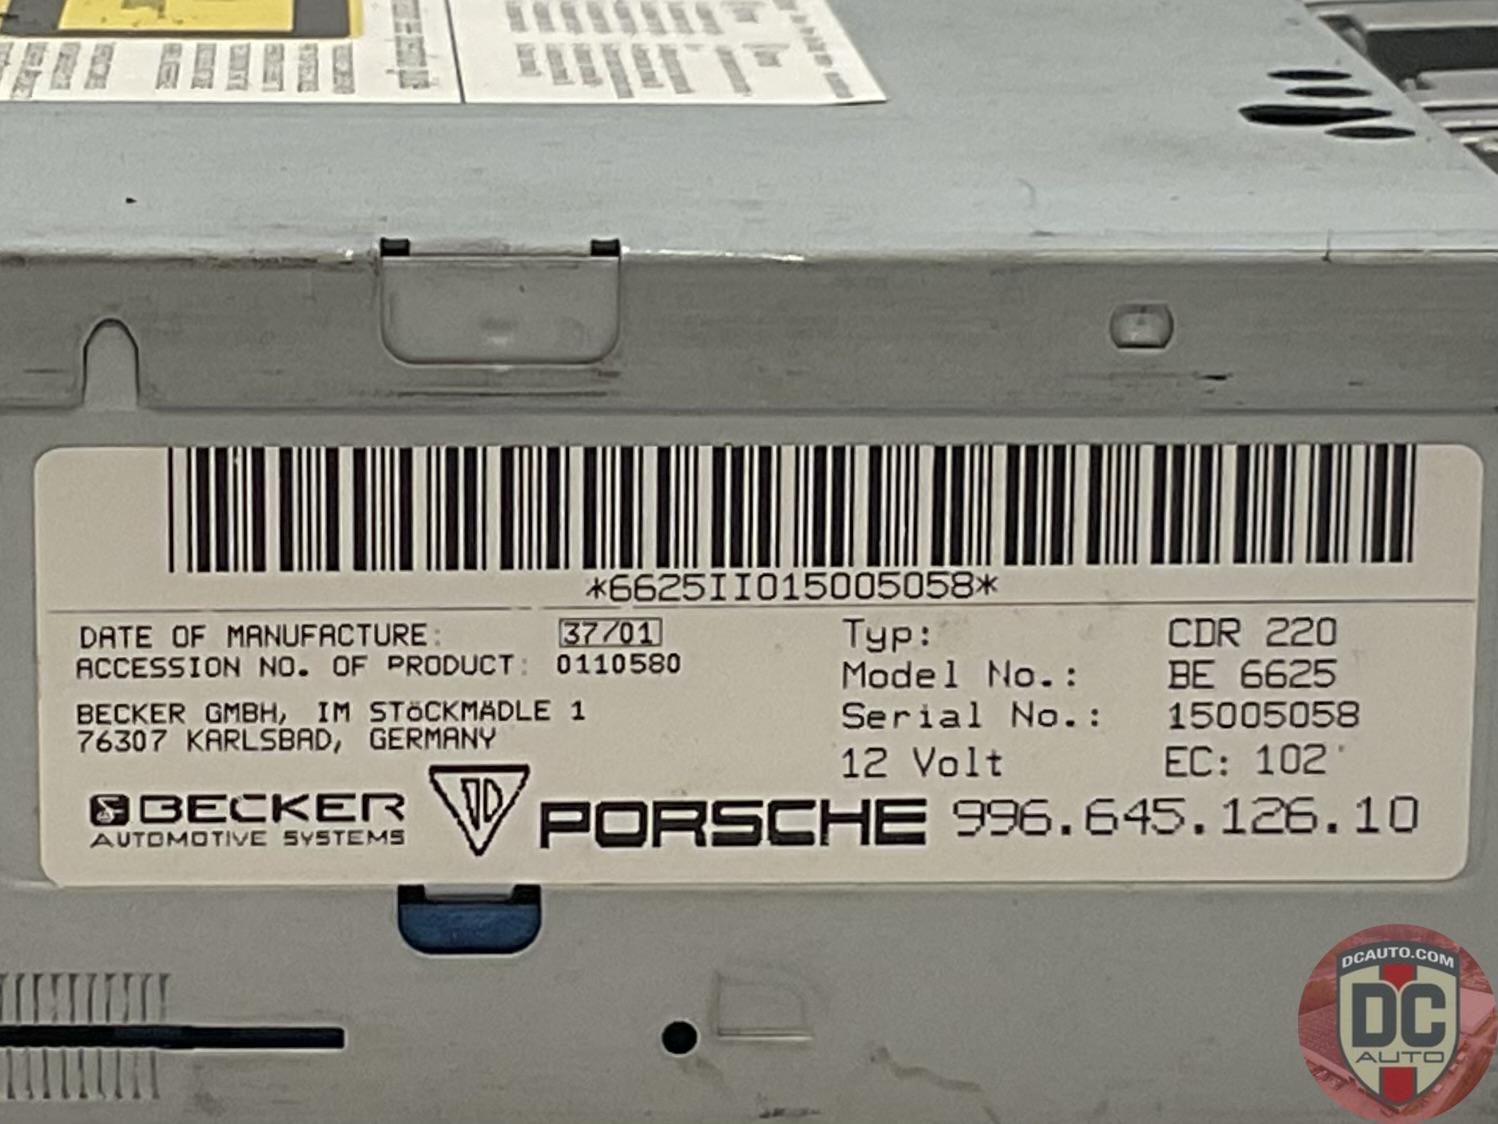 *6625II015005058*
DATE OF MANUFACTURE: 37/01
ACCESSION NO. OF PRODUCT: 0110580
BECKER GMBH, IM STöCKMÄDLE 1
76307 KARLSBAD, GERMANY
Typ: CDR 220
Model No.: BE 6625
Serial No.: 15005058
12 Volt EC: 102
BECKER
AUTOMOTIVE SYSTEMS
PORSCHE 996.645.126.10
DCAUTO.COM
DC
AUTO